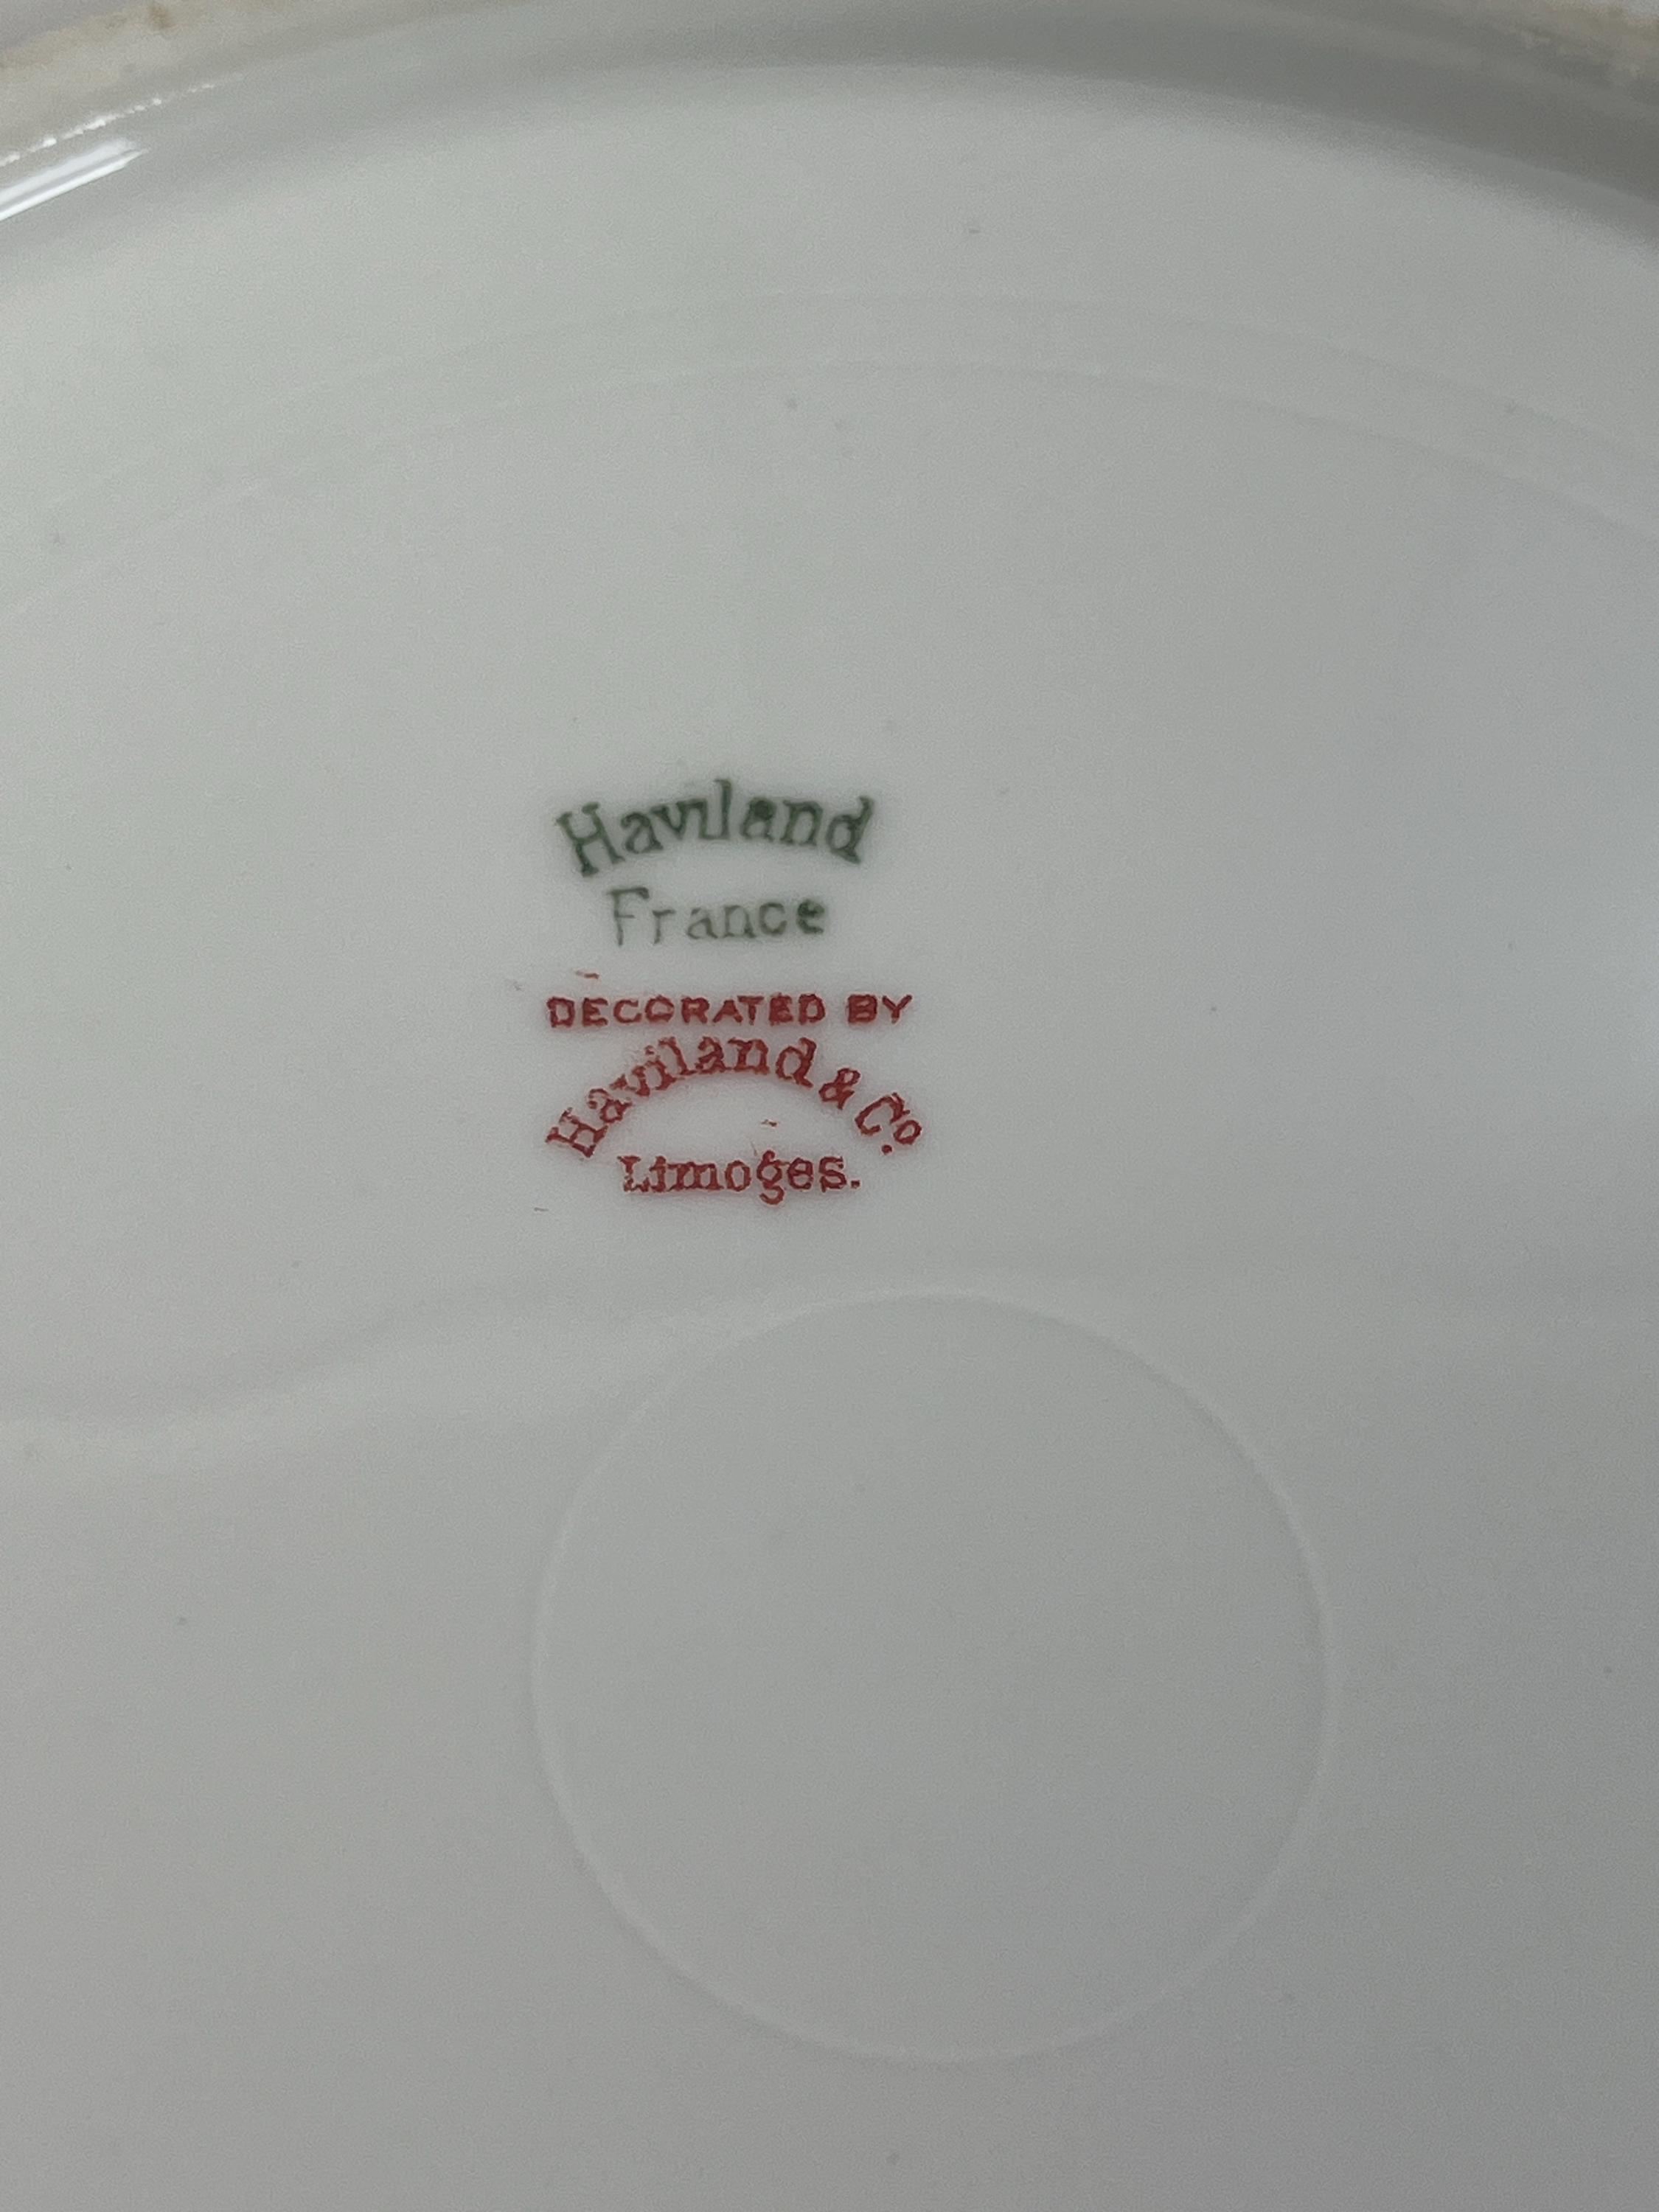 Haviland
France
DECORATED BY
Haviland & Co.
Limoges.